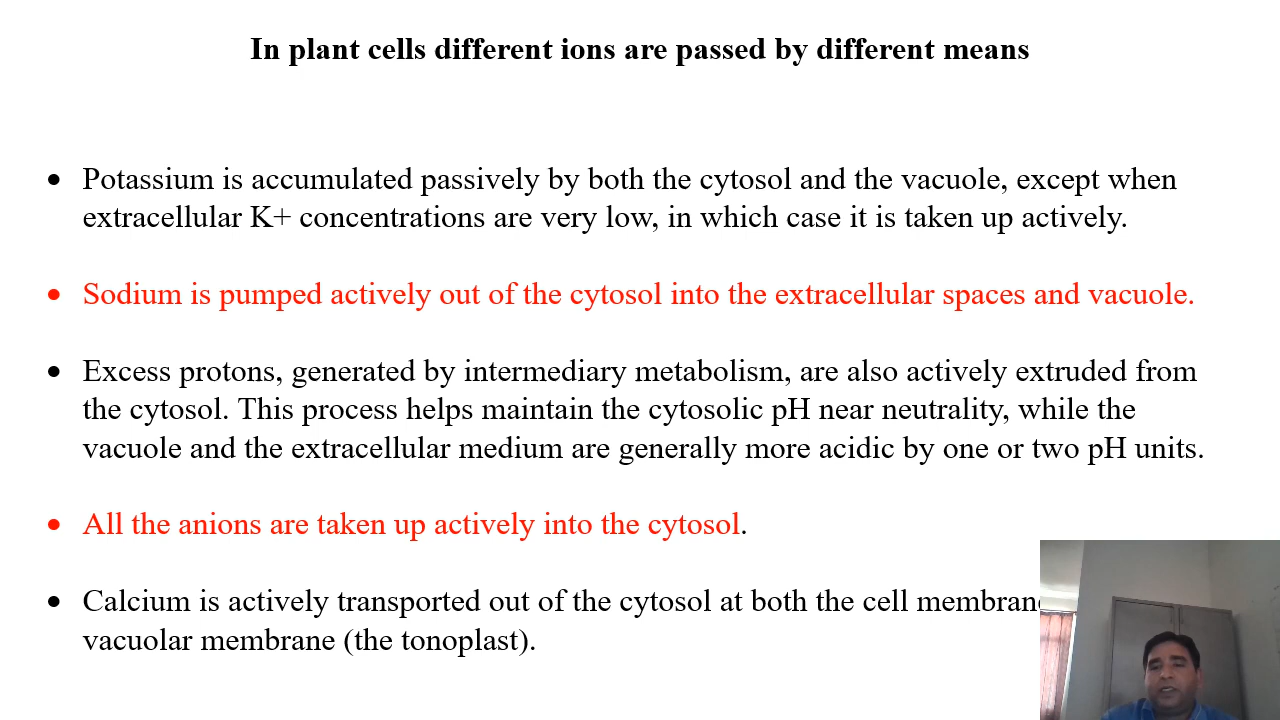 In plant cells different ions are passed by different means
• Potassium is accumulated passively by both the cytosol and the vacuole, except when
extracellular K+ concentrations are very low, in which case it is taken up actively.
• Sodium is pumped actively out of the cytosol into the extracellular spaces and vacuole.
• Excess protons, generated by intermediary metabolism, are also actively extruded from
the cytosol. This process helps maintain the cytosolic pH near neutrality, while the
vacuole and the extracellular medium are generally more acidic by one or two pH units.
• All the anions are taken up actively into the cytosol.
• Calcium is actively transported out of the cytosol at both the cell membrane
vacuolar membrane (the tonoplast).